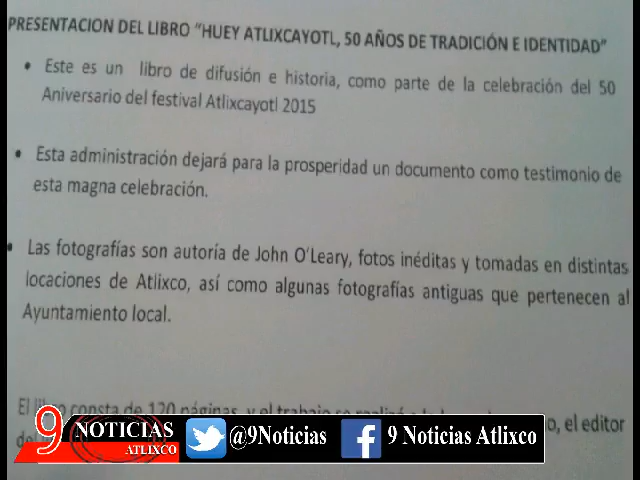 PRESENTACION DEL LIBRO "HUEY ATLIXCAYOTL, 50 AÑOS DE TRADICIÓN E IDENTIDAD"
• Este es un libro de difusión e historia, como parte de la celebración del 50
Aniversario del festival Atlixcayotl 2015
• Esta administración dejará para la prosperidad un documento como testimonio de
esta magna celebración.
• Las fotografías son autoría de John O'Leary, fotos inéditas y tomadas en distintas
locaciones de Atlixco, así como algunas fotografías antiguas que pertenecen al
Ayuntamiento local.
El libro consta de 120 páginas, y el trabajo se realizó el editor
9 NOTICIAS
ATLIXCO
@9Noticias
9 Noticias Atlixco